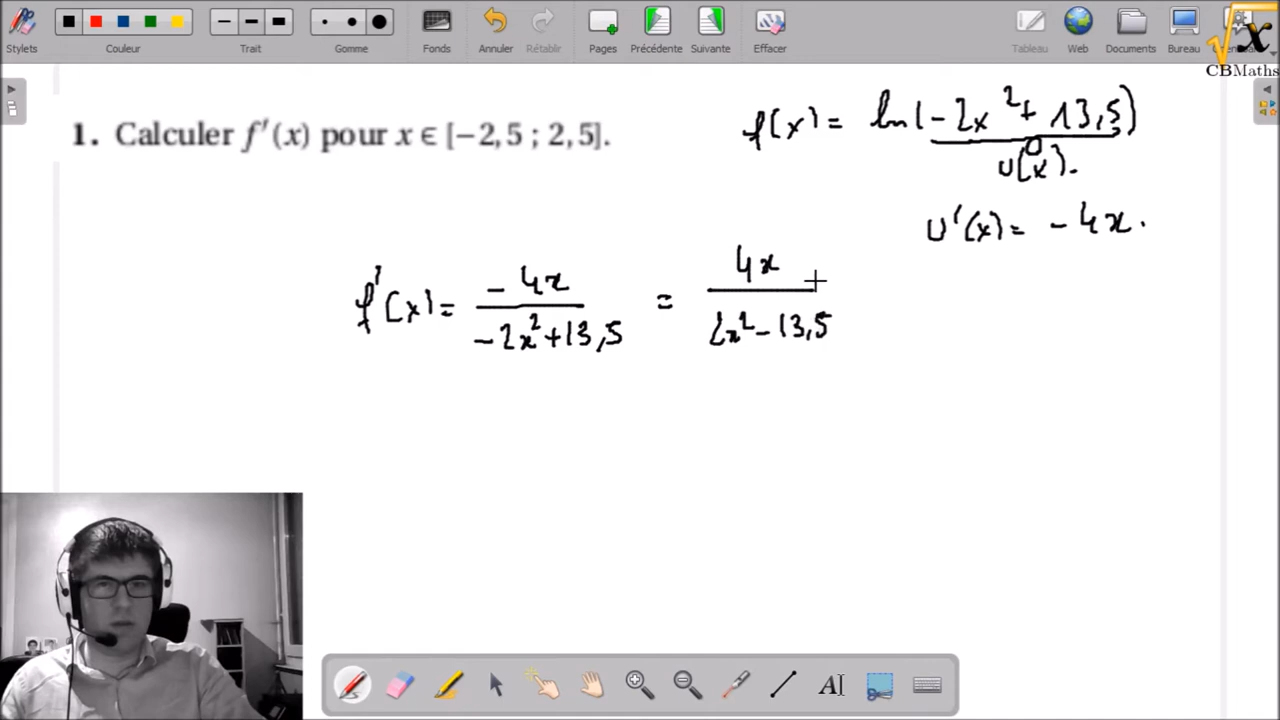 Stylets Couleur Trait Gomme Fonds Annuler Rétablir Pages Précédente Suivante Effacer Tableau Web Documents Bureau
CBMaths
1. Calculer f′(x) pour x ∈ [−2,5 ; 2,5].
f(x) = ln(-2x² + 13,5)
u(x).
u'(x) = -4x.
f'(x) = -4x / -2x²+13,5 = 4x / 2x²-13,5
AI